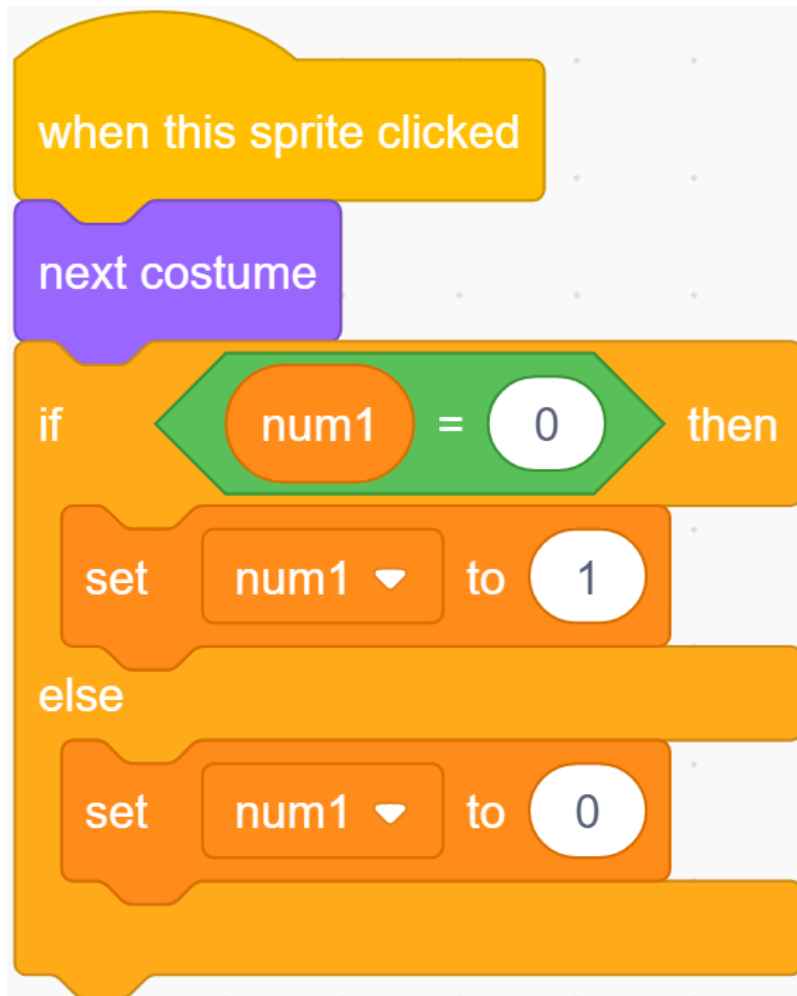 when this sprite clicked
next costume
if num1 = 0 then
set num1 to 1
else
set num1 to 0